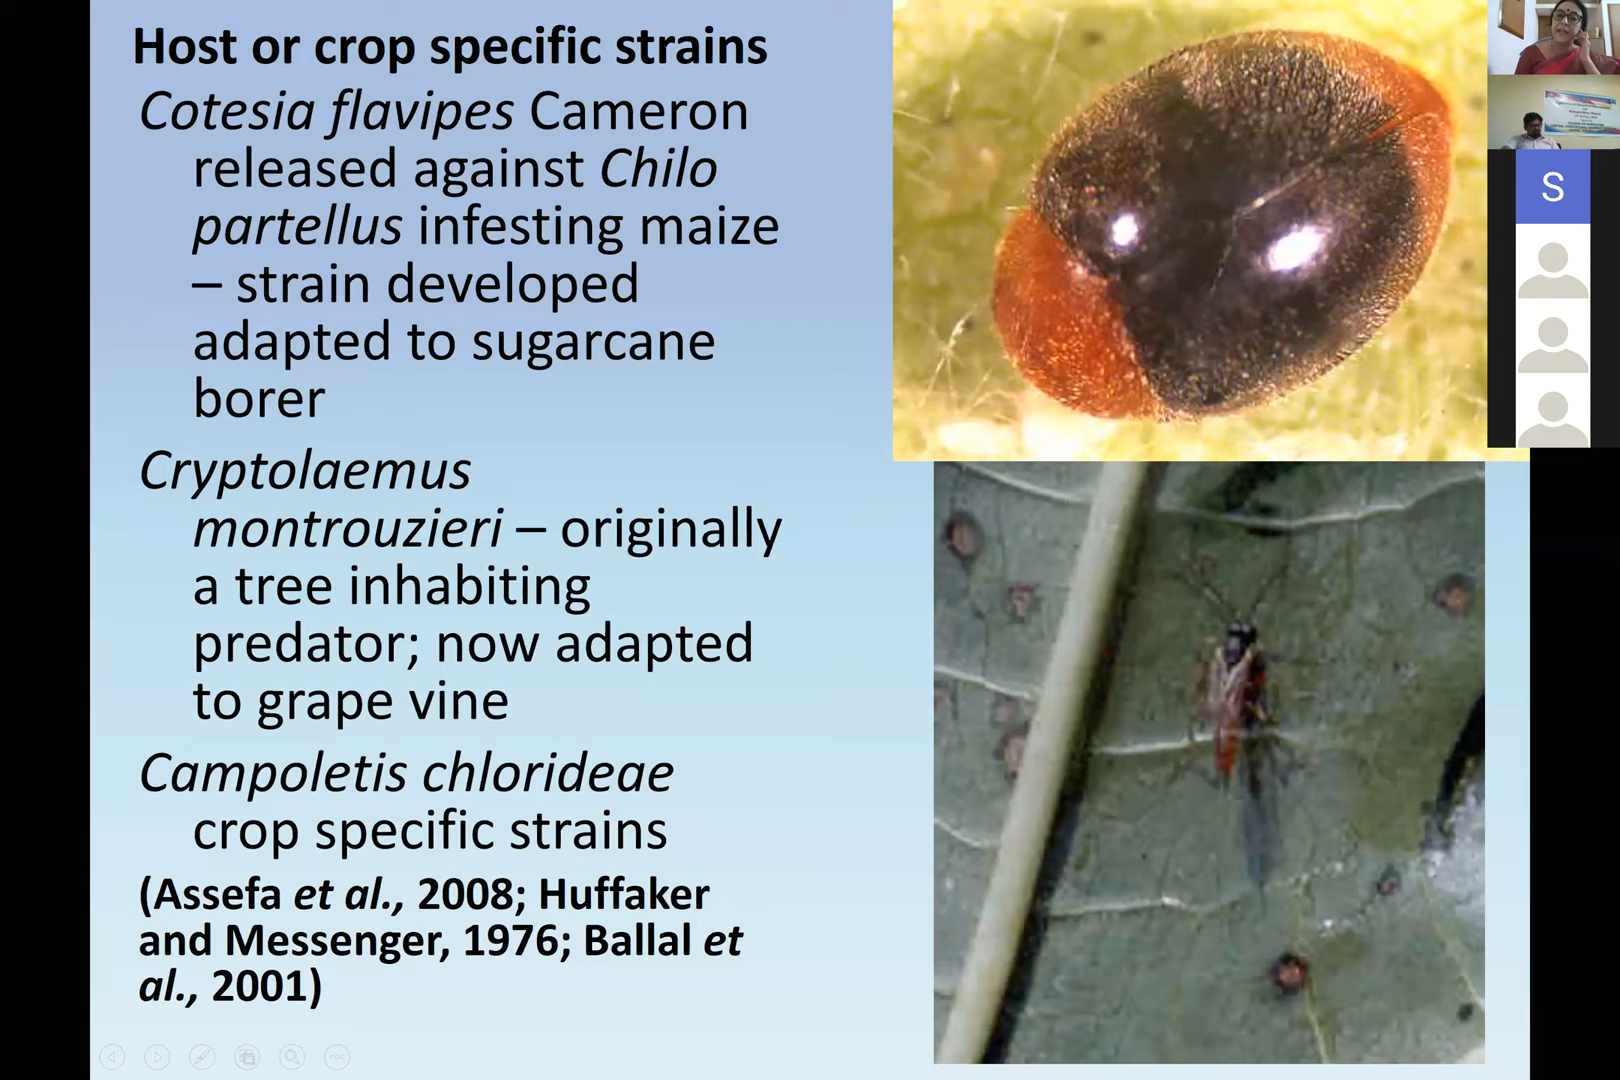 Host or crop specific strains
Cotesia flavipes Cameron
released against Chilo
partellus infesting maize
– strain developed
adapted to sugarcane
borer
Cryptolaemus
montrouzieri – originally
a tree inhabiting
predator; now adapted
to grape vine
Campoletis chlorideae
crop specific strains
(Assefa et al., 2008; Huffaker
and Messenger, 1976; Ballal et
al., 2001)
S